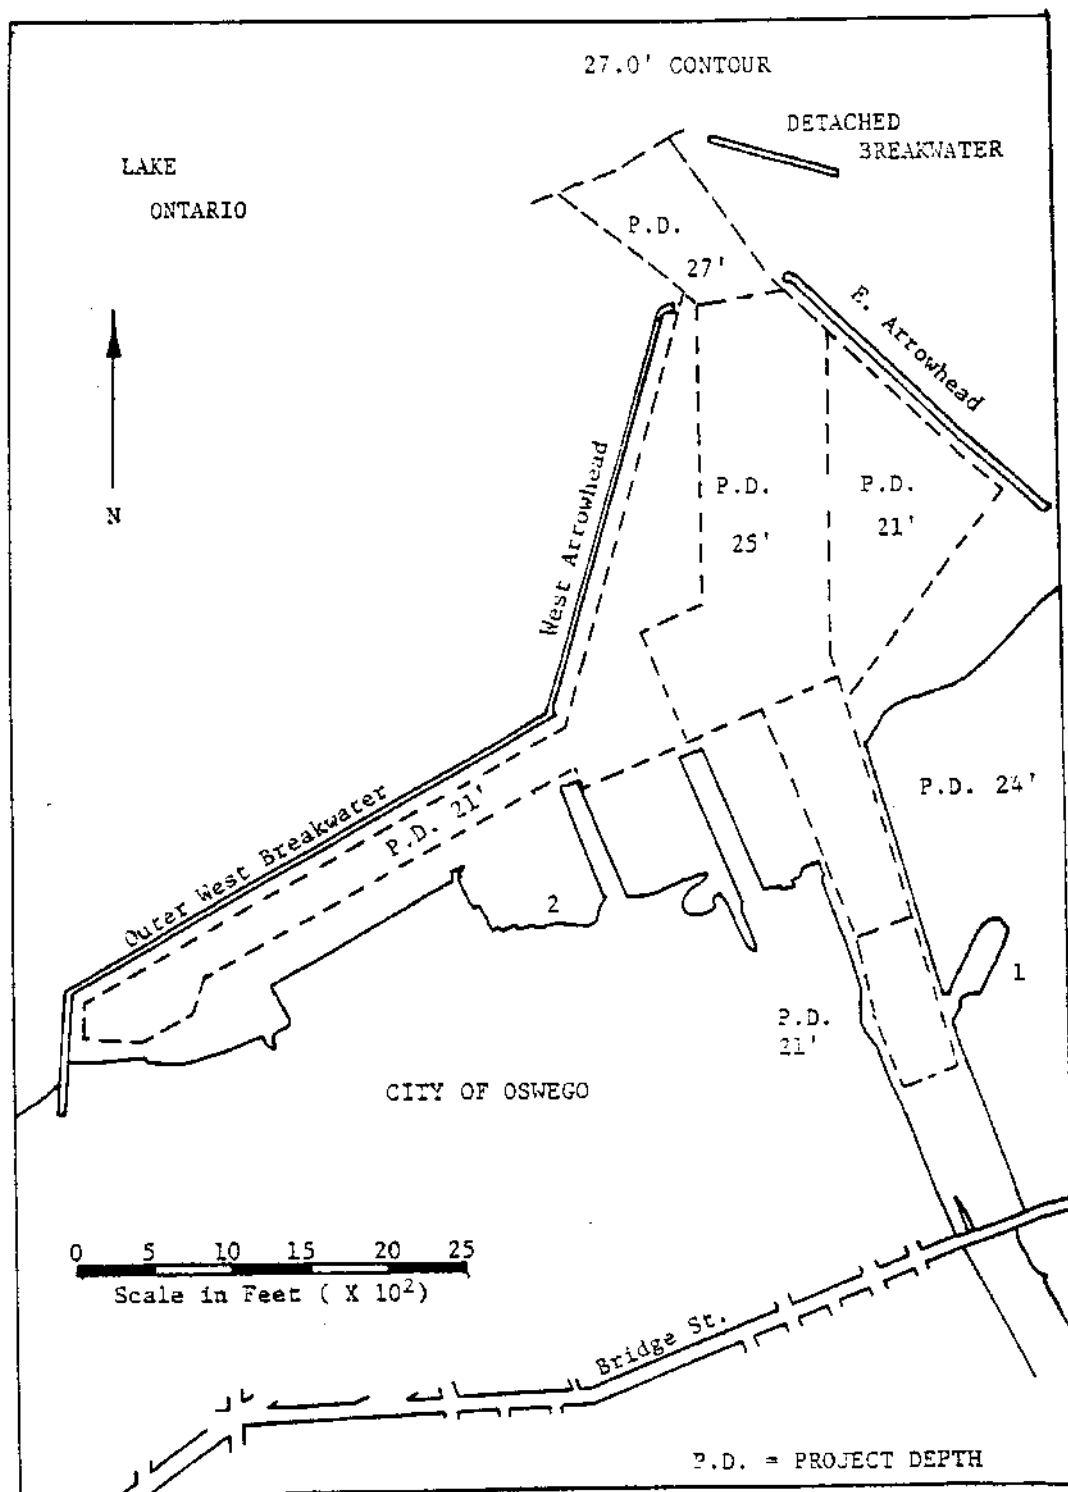 27.0' CONTOUR
DETACHED
BREAKWATER
LAKE
ONTARIO
P.D.
27'
E. Arrowhead
N
West Arrowhead
P.D.
25'
P.D.
21'
P.D. 24'
Outer West Breakwater
P.D. 21'
2
1
P.D.
21'
CITY OF OSWEGO
0 5 10 15 20 25
Scale in Feet ( X 10²)
Bridge St.
P.D. = PROJECT DEPTH